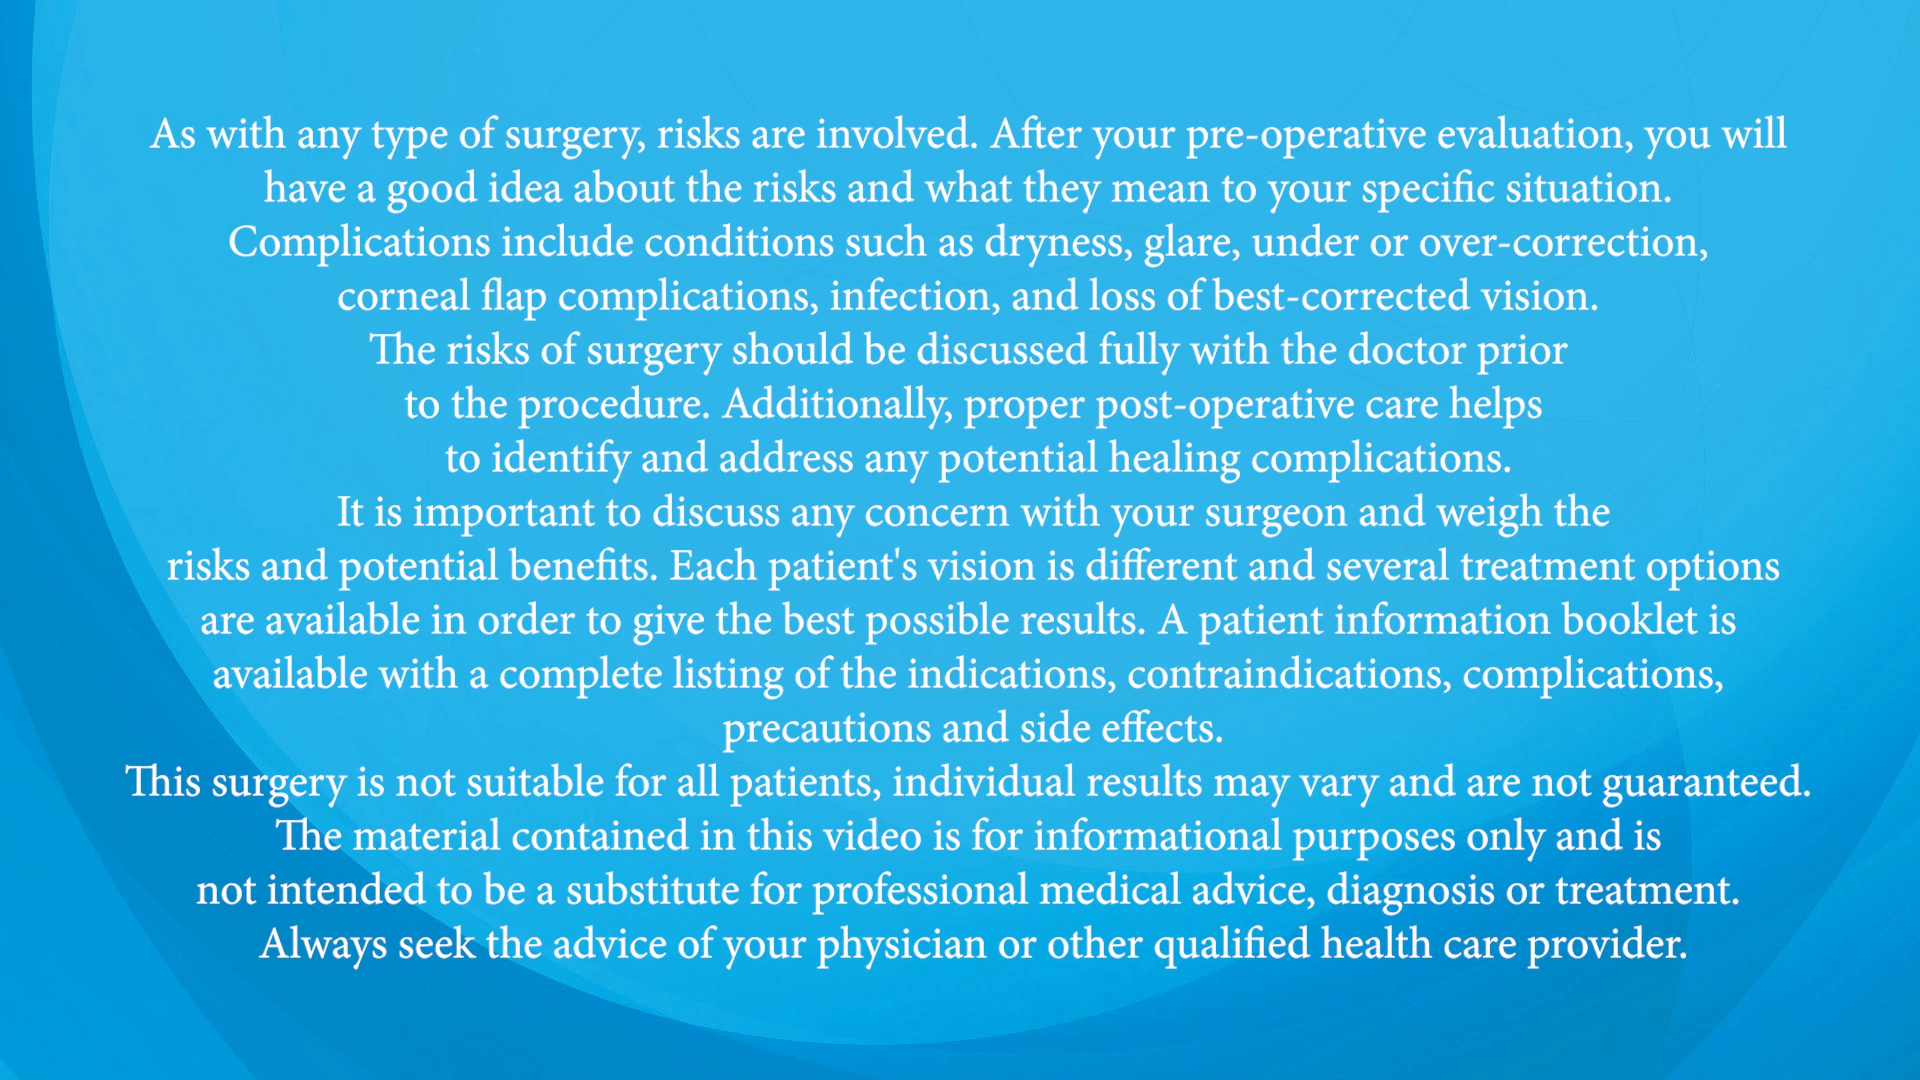 As with any type of surgery, risks are involved. After your pre-operative evaluation, you will
have a good idea about the risks and what they mean to your specific situation.
Complications include conditions such as dryness, glare, under or over-correction,
corneal flap complications, infection, and loss of best-corrected vision.
The risks of surgery should be discussed fully with the doctor prior
to the procedure. Additionally, proper post-operative care helps
to identify and address any potential healing complications.
It is important to discuss any concern with your surgeon and weigh the
risks and potential benefits. Each patient's vision is different and several treatment options
are available in order to give the best possible results. A patient information booklet is
available with a complete listing of the indications, contraindications, complications,
precautions and side effects.
This surgery is not suitable for all patients, individual results may vary and are not guaranteed.
The material contained in this video is for informational purposes only and is
not intended to be a substitute for professional medical advice, diagnosis or treatment.
Always seek the advice of your physician or other qualified health care provider.